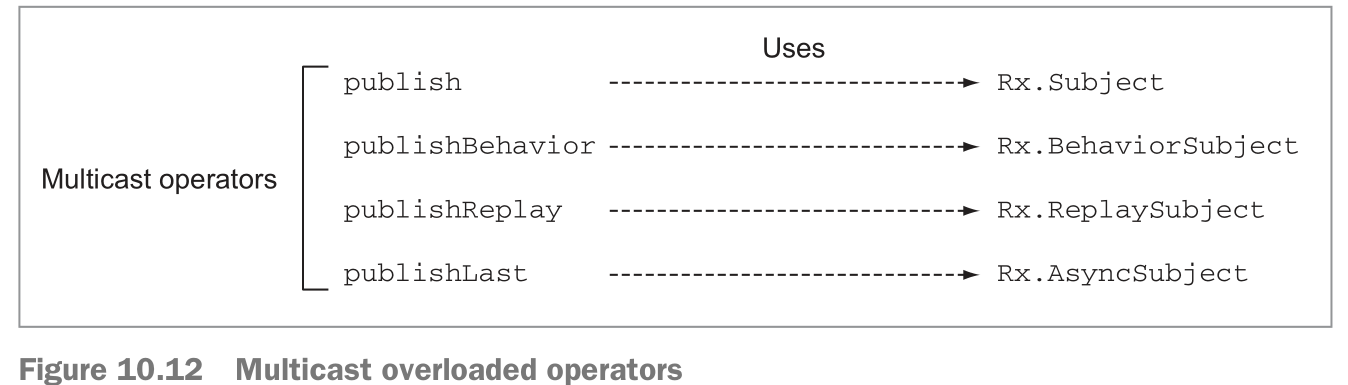 Uses
publish Rx.Subject
publishBehavior Rx.BehaviorSubject
Multicast operators
publishReplay Rx.ReplaySubject
publishLast Rx.AsyncSubject
Figure 10.12 Multicast overloaded operators